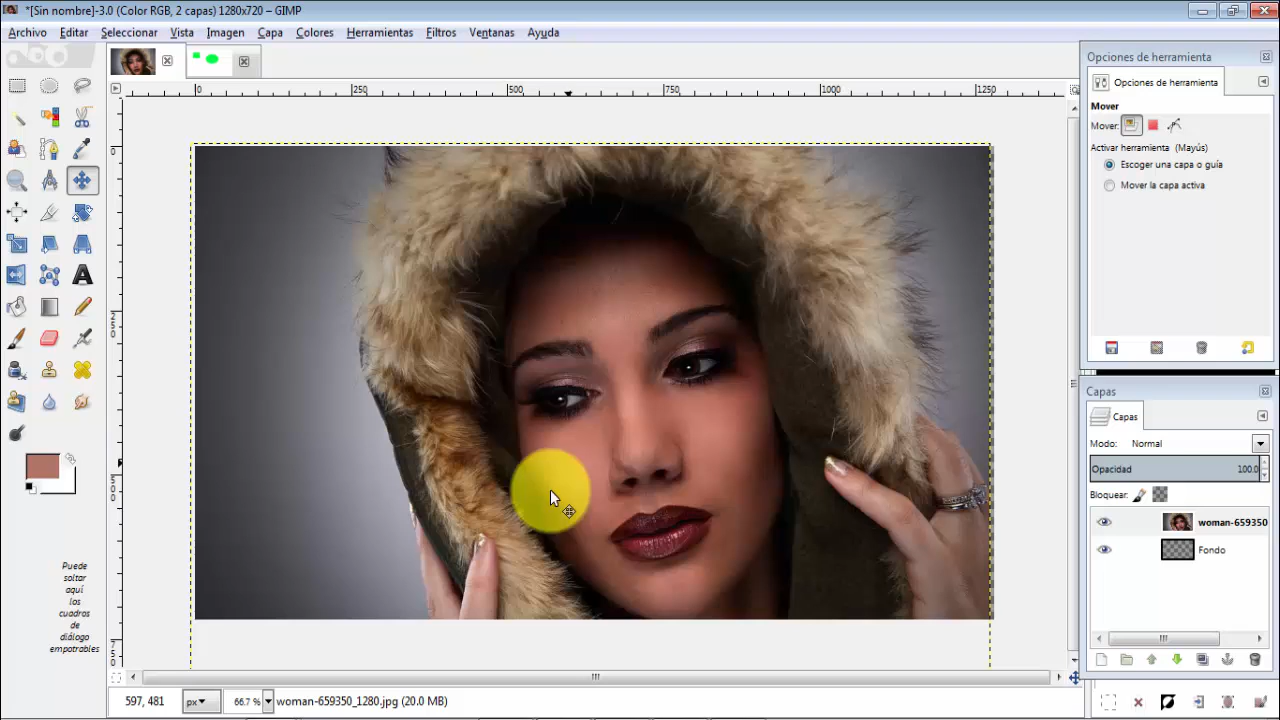 *[Sin nombre]-3.0 (Color RGB, 2 capas) 1280x720 – GIMP
Archivo Editar Seleccionar Vista Imagen Capa Colores Herramientas Filtros Ventanas Ayuda
Opciones de herramienta
Opciones de herramienta
Mover
Mover:
Activar herramienta (Mayús)
Escoger una capa o guía
Mover la capa activa
0 250 500 750 1000 1250
0
250
500
750
A
Puede
soltar
aquí
los
cuadros
de
diálogo
empotrables
Capas
Capas
Modo: Normal
Opacidad 100.0
Bloquear:
woman-659350
Fondo
597, 481 px 66.7 % woman-659350_1280.jpg (20.0 MB)